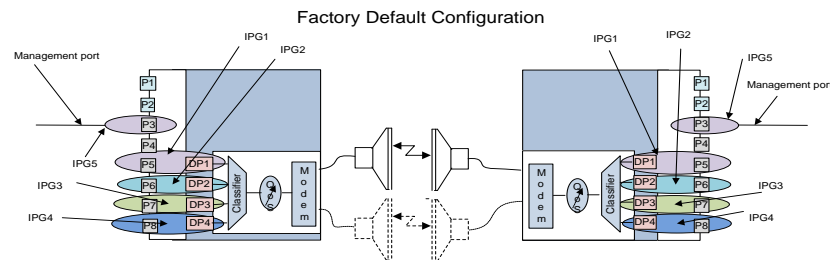 Factory Default Configuration
IPG1
IPG2
Management port
P1
P2
P3
P4
IPG5
P5
DP1
IPG3
P6
DP2
P7
DP3
IPG4
P8
DP4
Classifier
QoS
Modem
IPG1
IPG2
IPG5
Management port
P1
P2
P3
P4
DP1
P5
DP2
P6
IPG3
DP3
P7
IPG4
DP4
P8
Modem
QoS
Classifier